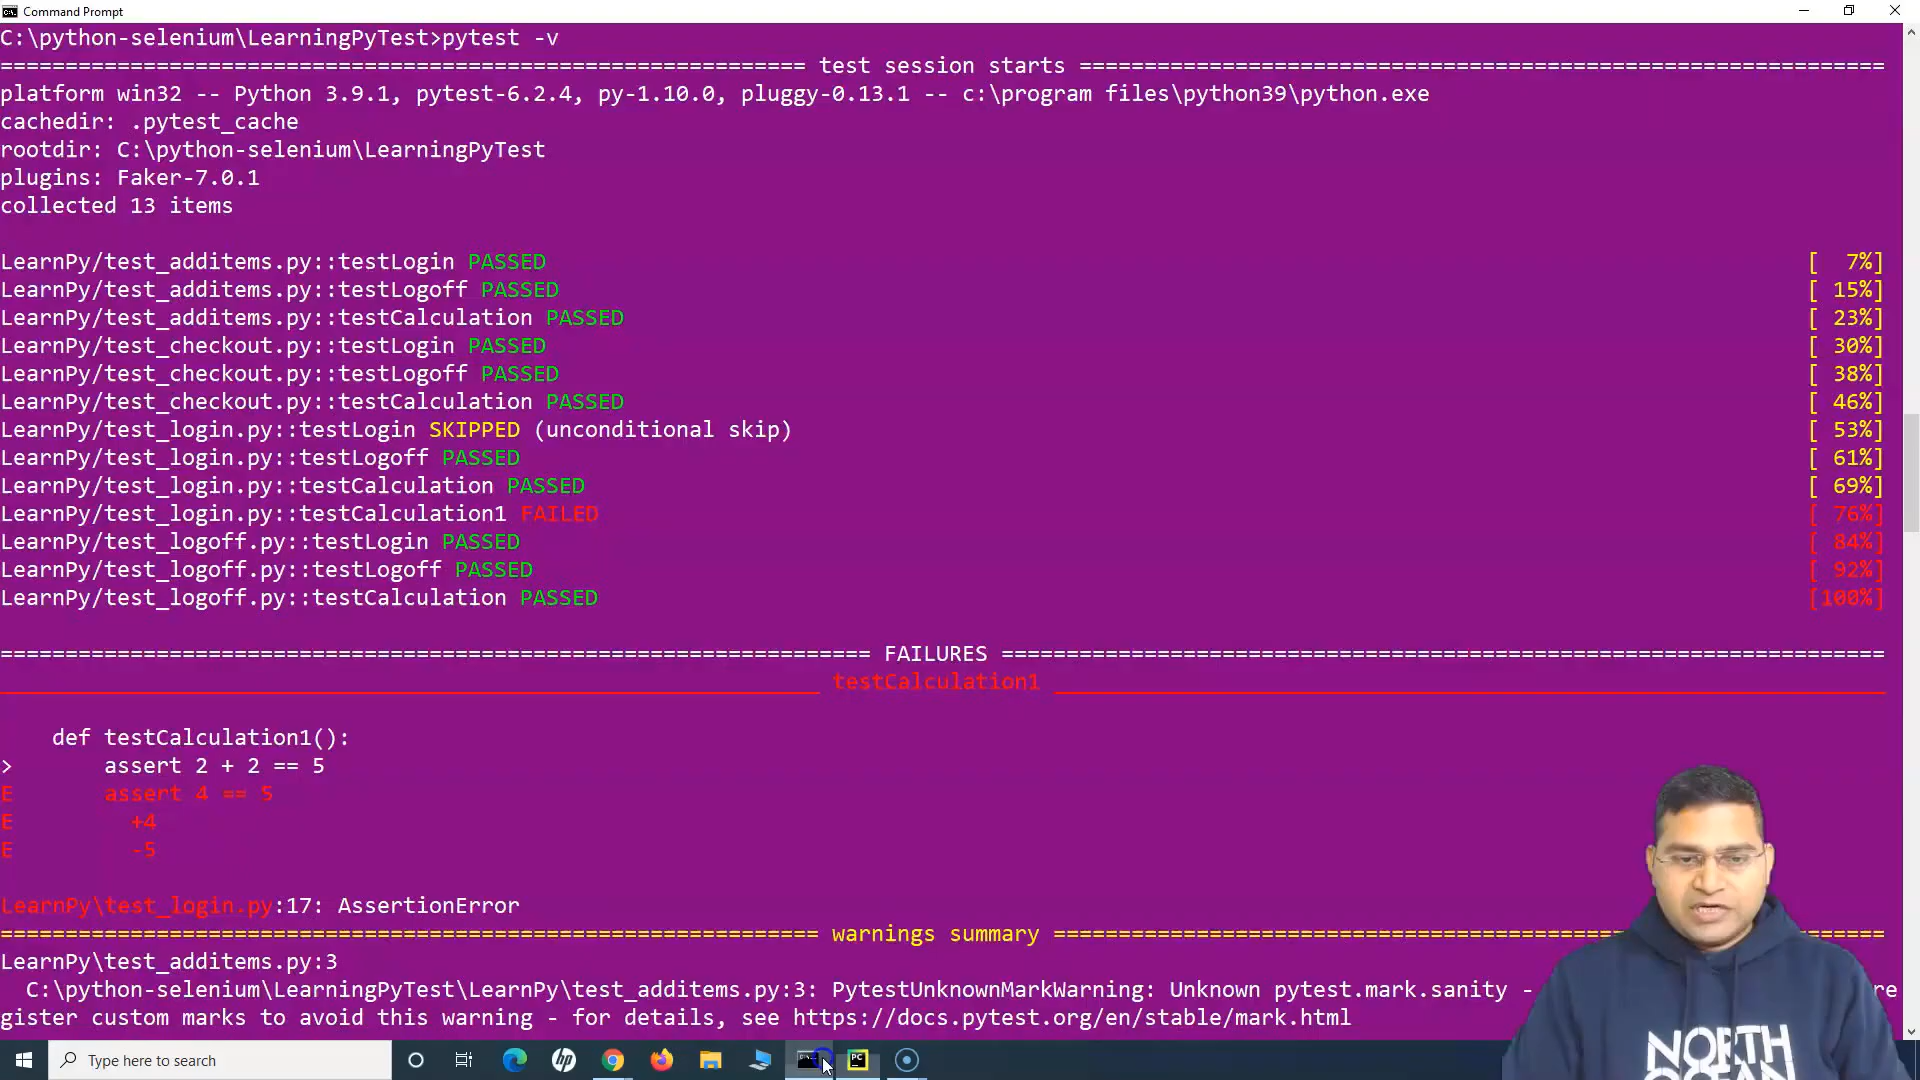 Command Prompt
C:\python-selenium\LearningPyTest>pytest -v
============================================================== test session starts ==============================================================
platform win32 -- Python 3.9.1, pytest-6.2.4, py-1.10.0, pluggy-0.13.1 -- c:\program files\python39\python.exe
cachedir: .pytest_cache
rootdir: C:\python-selenium\LearningPyTest
plugins: Faker-7.0.1
collected 13 items
LearnPy/test_additems.py::testLogin PASSED [  7%]
LearnPy/test_additems.py::testLogoff PASSED [ 15%]
LearnPy/test_additems.py::testCalculation PASSED [ 23%]
LearnPy/test_checkout.py::testLogin PASSED [ 30%]
LearnPy/test_checkout.py::testLogoff PASSED [ 38%]
LearnPy/test_checkout.py::testCalculation PASSED [ 46%]
LearnPy/test_login.py::testLogin SKIPPED (unconditional skip) [ 53%]
LearnPy/test_login.py::testLogoff PASSED [ 61%]
LearnPy/test_login.py::testCalculation PASSED [ 69%]
LearnPy/test_login.py::testCalculation1 FAILED [ 76%]
LearnPy/test_logoff.py::testLogin PASSED [ 84%]
LearnPy/test_logoff.py::testLogoff PASSED [ 92%]
LearnPy/test_logoff.py::testCalculation PASSED [100%]
=================================================================== FAILURES ====================================================================
_______________________________________________________________ testCalculation1 ________________________________________________________________
def testCalculation1():
> assert 2 + 2 == 5
E assert 4 == 5
E +4
E -5
LearnPy\test_login.py:17: AssertionError
=============================================================== warnings summary ================================================================
LearnPy\test_additems.py:3
C:\python-selenium\LearningPyTest\LearnPy\test_additems.py:3: PytestUnknownMarkWarning: Unknown pytest.mark.sanity - re
gister custom marks to avoid this warning - for details, see https://docs.pytest.org/en/stable/mark.html
Type here to search
hp
PC
NORTH
OCEAN